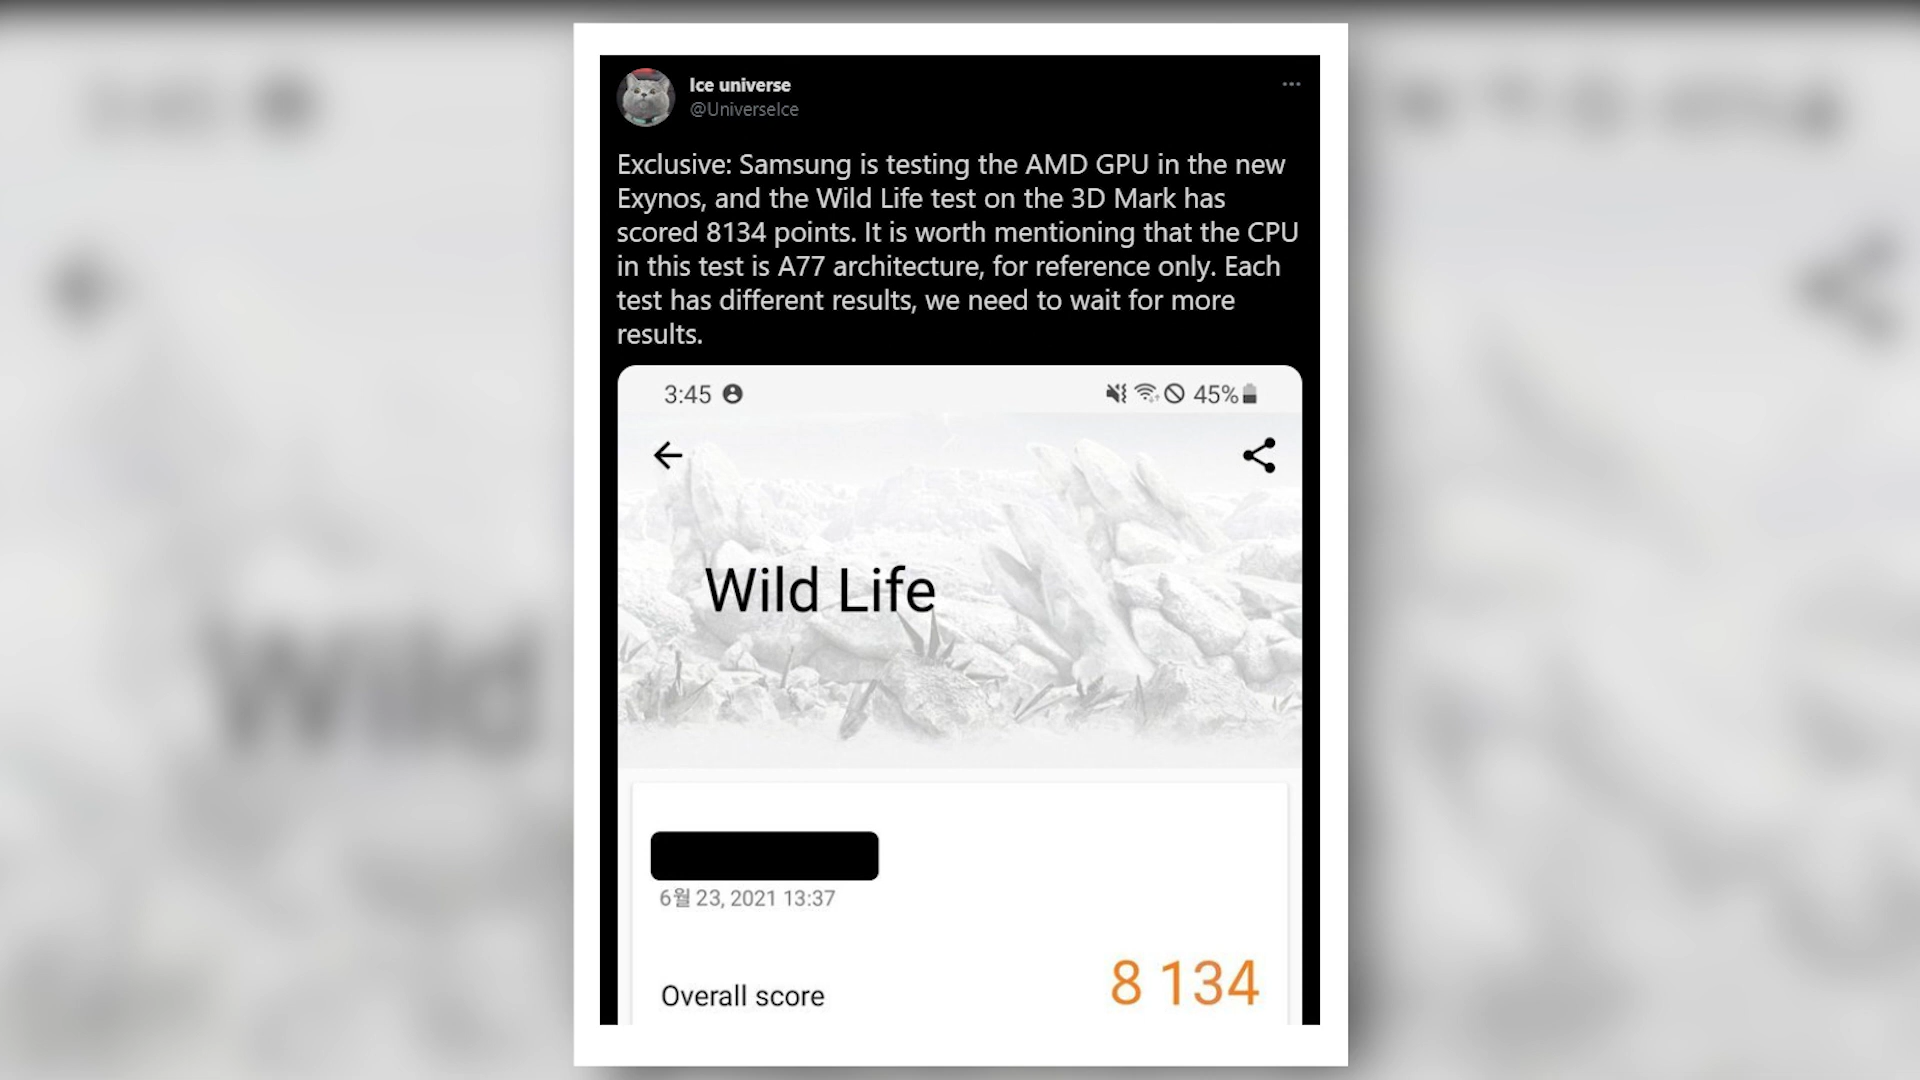 Ice universe
@UniverseIce
Exclusive: Samsung is testing the AMD GPU in the new
Exynos, and the Wild Life test on the 3D Mark has
scored 8134 points. It is worth mentioning that the CPU
in this test is A77 architecture, for reference only. Each
test has different results, we need to wait for more
results.
3:45 45%
Wild Life
6월 23, 2021 13:37
Overall score 8 134
Wild